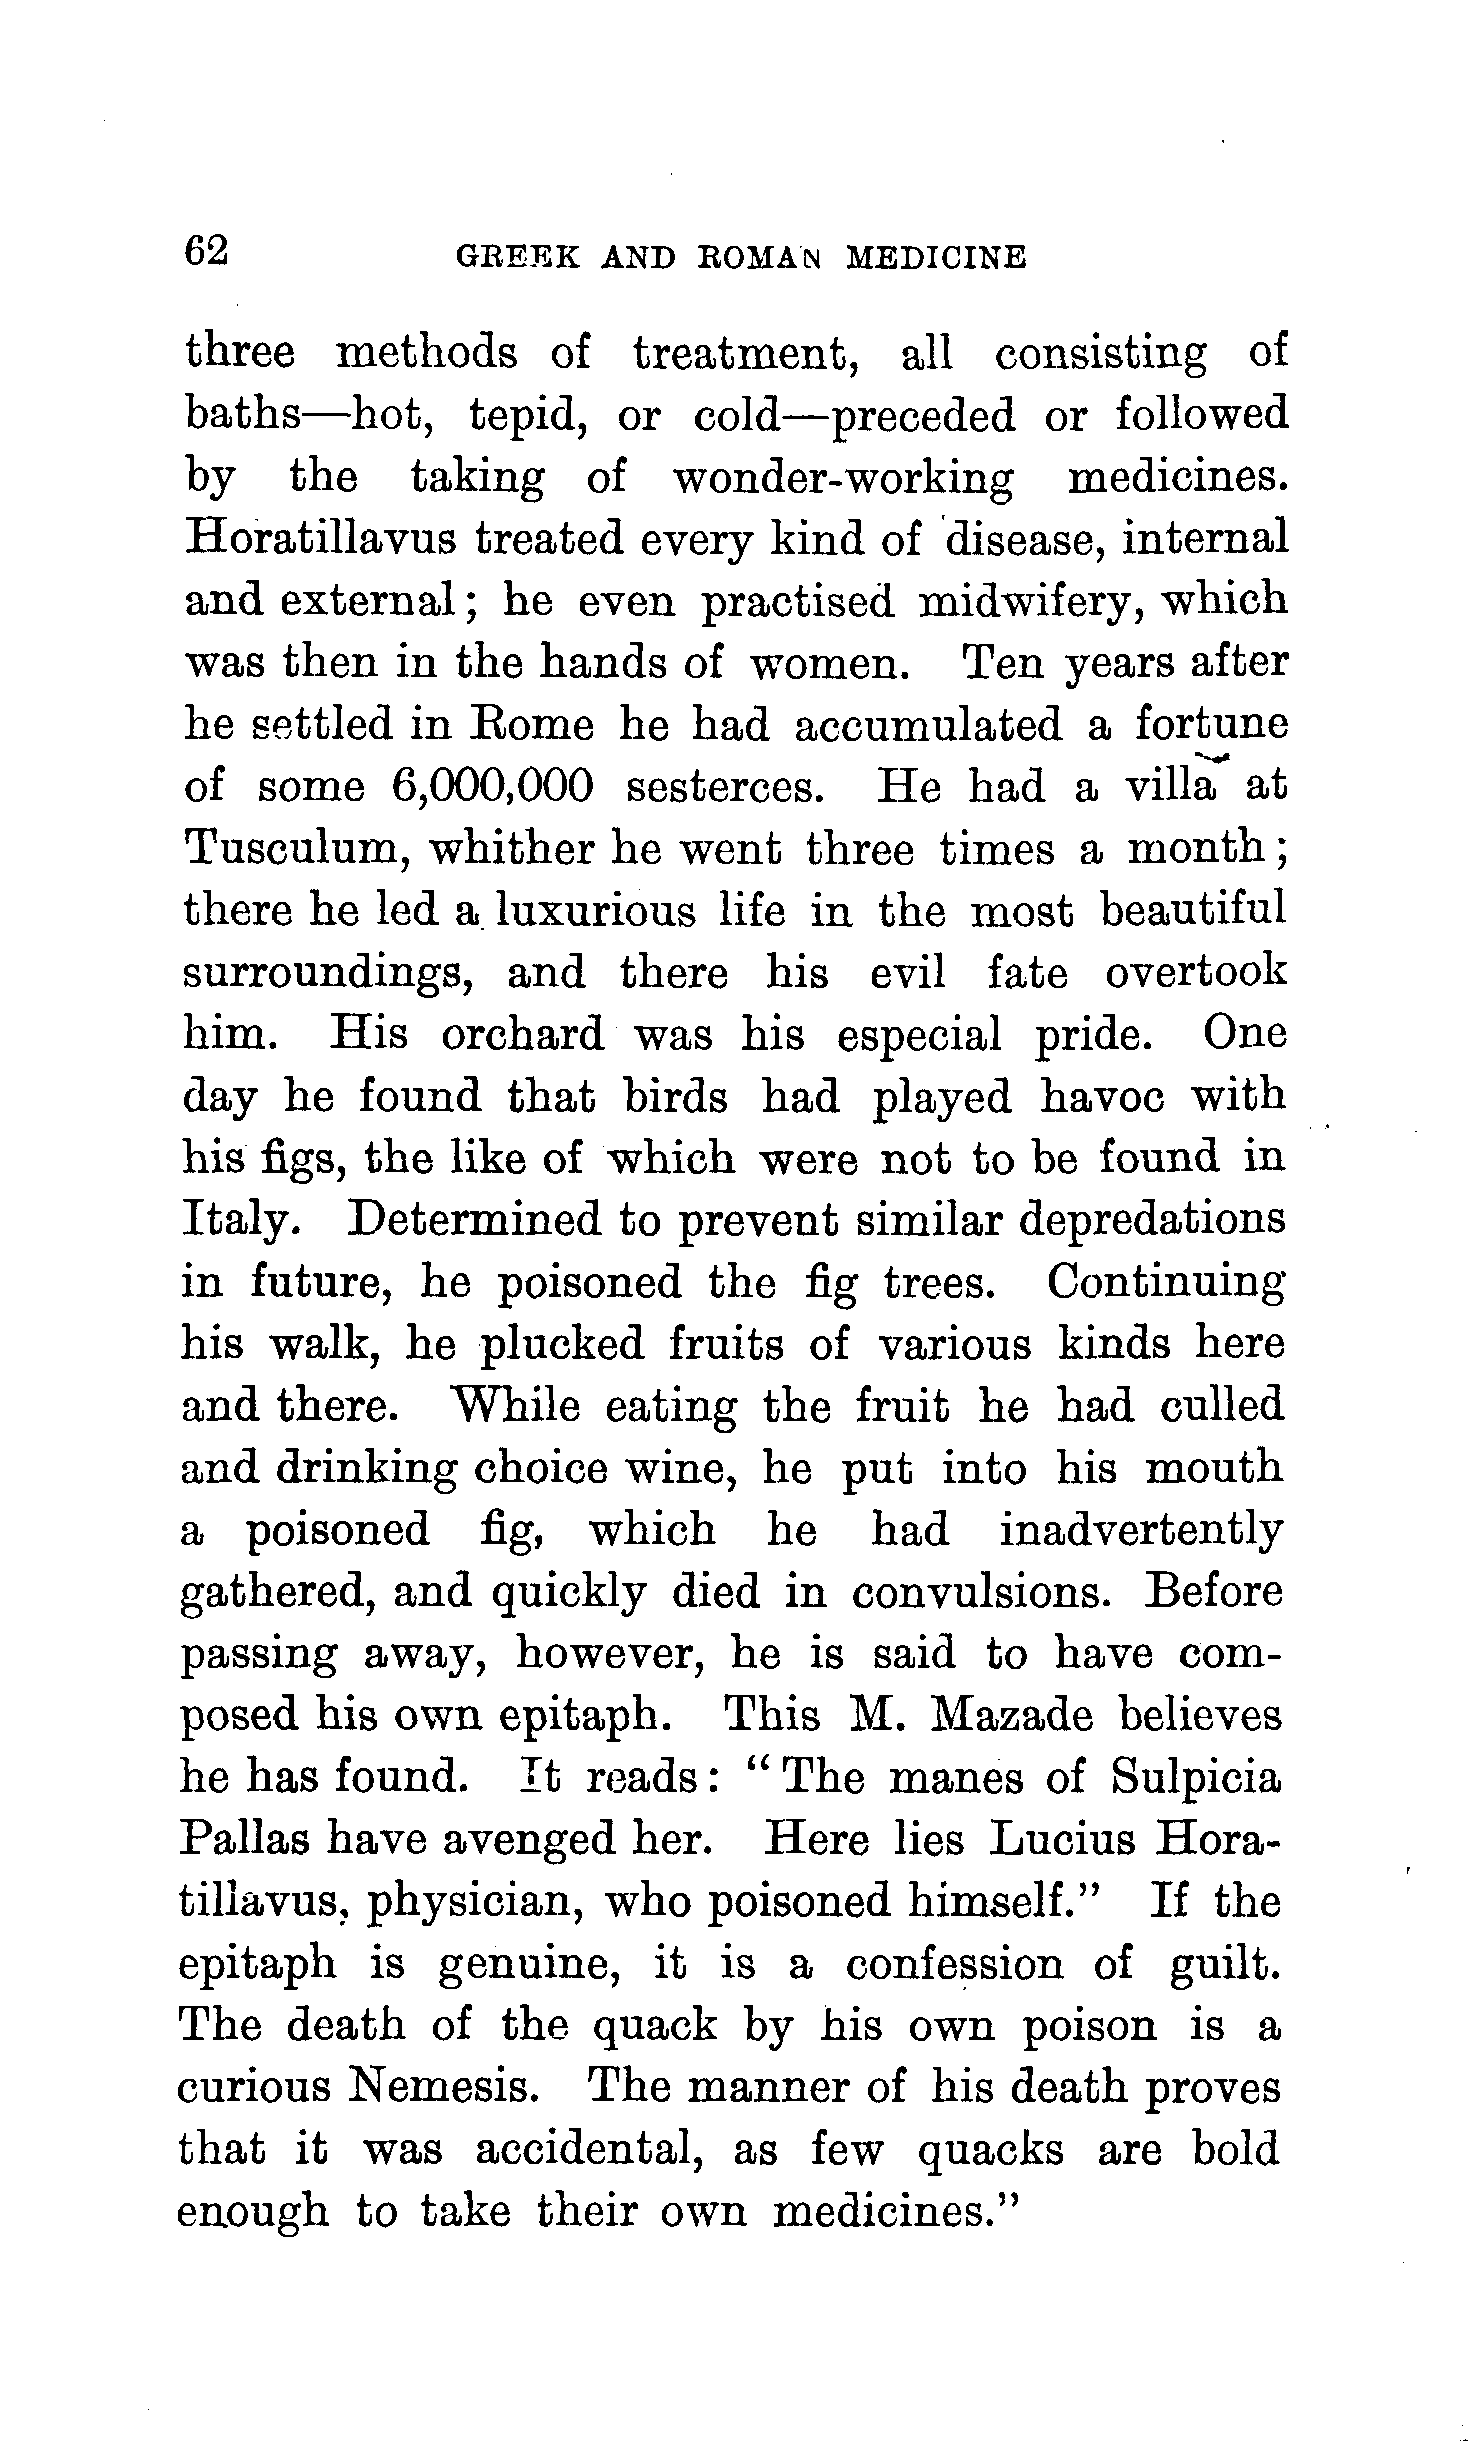 62 GREEK AND ROMAN MEDICINE
three methods of treatment, all consisting of
baths—hot, tepid, or cold—preceded or followed
by the taking of wonder-working medicines.
Horatillavus treated every kind of disease, internal
and external; he even practised midwifery, which
was then in the hands of women. Ten years after
he settled in Rome he had accumulated a fortune
of some 6,000,000 sesterces. He had a villa at
Tusculum, whither he went three times a month;
there he led a luxurious life in the most beautiful
surroundings, and there his evil fate overtook
him. His orchard was his especial pride. One
day he found that birds had played havoc with
his figs, the like of which were not to be found in
Italy. Determined to prevent similar depredations
in future, he poisoned the fig trees. Continuing
his walk, he plucked fruits of various kinds here
and there. While eating the fruit he had culled
and drinking choice wine, he put into his mouth
a poisoned fig, which he had inadvertently
gathered, and quickly died in convulsions. Before
passing away, however, he is said to have com-
posed his own epitaph. This M. Mazade believes
he has found. It reads: “The manes of Sulpicia
Pallas have avenged her. Here lies Lucius Hora-
tillavus, physician, who poisoned himself.” If the
epitaph is genuine, it is a confession of guilt.
The death of the quack by his own poison is a
curious Nemesis. The manner of his death proves
that it was accidental, as few quacks are bold
enough to take their own medicines.”